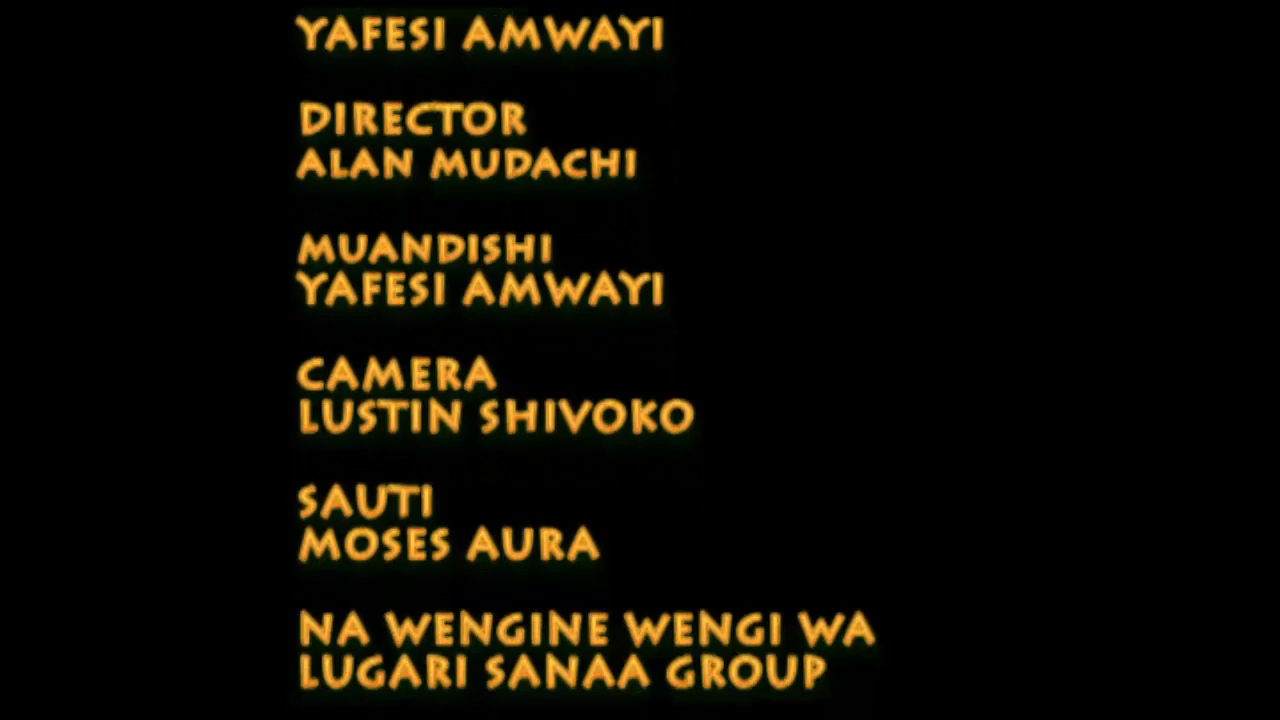 YAFESI AMWAYI
DIRECTOR
ALAN MUDACHI
MUANDISHI
YAFESI AMWAYI
CAMERA
LUSTIN SHIVOKO
SAUTI
MOSES AURA
NA WENGINE WENGI WA
LUGARI SANAA GROUP